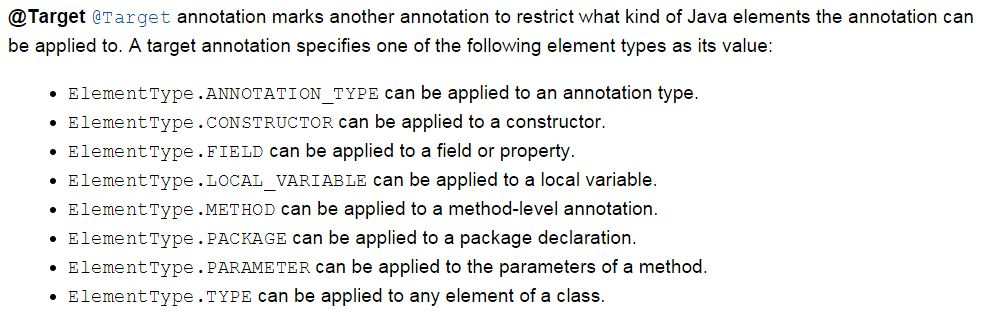 @Target @Target annotation marks another annotation to restrict what kind of Java elements the annotation can
be applied to. A target annotation specifies one of the following element types as its value:
• ElementType.ANNOTATION_TYPE can be applied to an annotation type.
• ElementType.CONSTRUCTOR can be applied to a constructor.
• ElementType.FIELD can be applied to a field or property.
• ElementType.LOCAL_VARIABLE can be applied to a local variable.
• ElementType.METHOD can be applied to a method-level annotation.
• ElementType.PACKAGE can be applied to a package declaration.
• ElementType.PARAMETER can be applied to the parameters of a method.
• ElementType.TYPE can be applied to any element of a class.